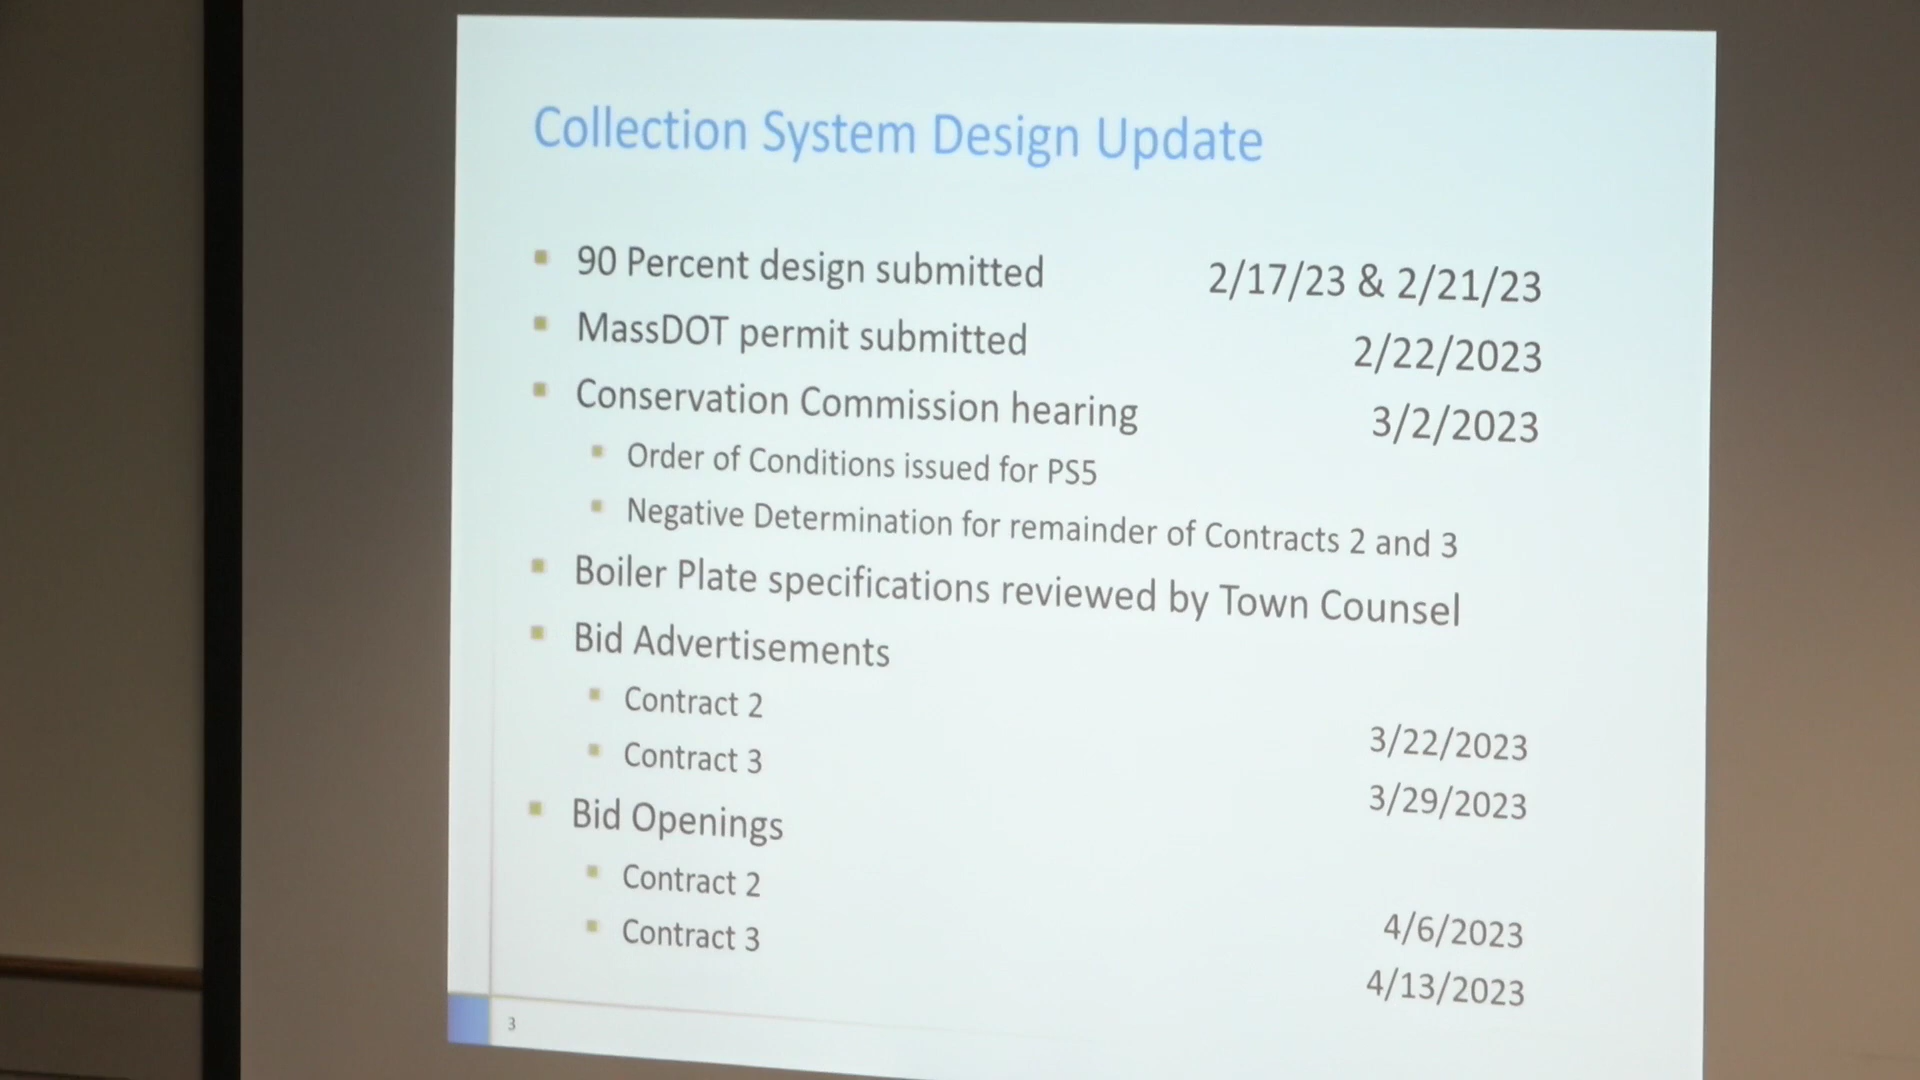 Collection System Design Update
90 Percent design submitted 2/17/23 & 2/21/23
MassDOT permit submitted 2/22/2023
Conservation Commission hearing 3/2/2023
Order of Conditions issued for PS5
Negative Determination for remainder of Contracts 2 and 3
Boiler Plate specifications reviewed by Town Counsel
Bid Advertisements
Contract 2 3/22/2023
Contract 3 3/29/2023
Bid Openings
Contract 2 4/6/2023
Contract 3 4/13/2023
3